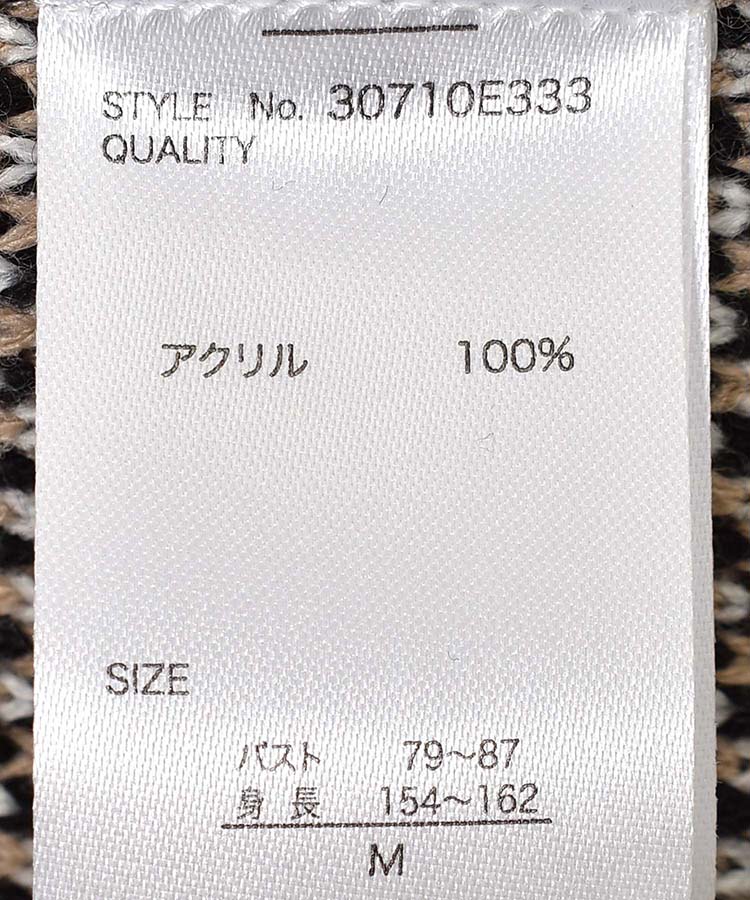 STYLE No. 30710E333
QUALITY
アクリル 100%
SIZE
バスト 79~87
身長 154~162
M